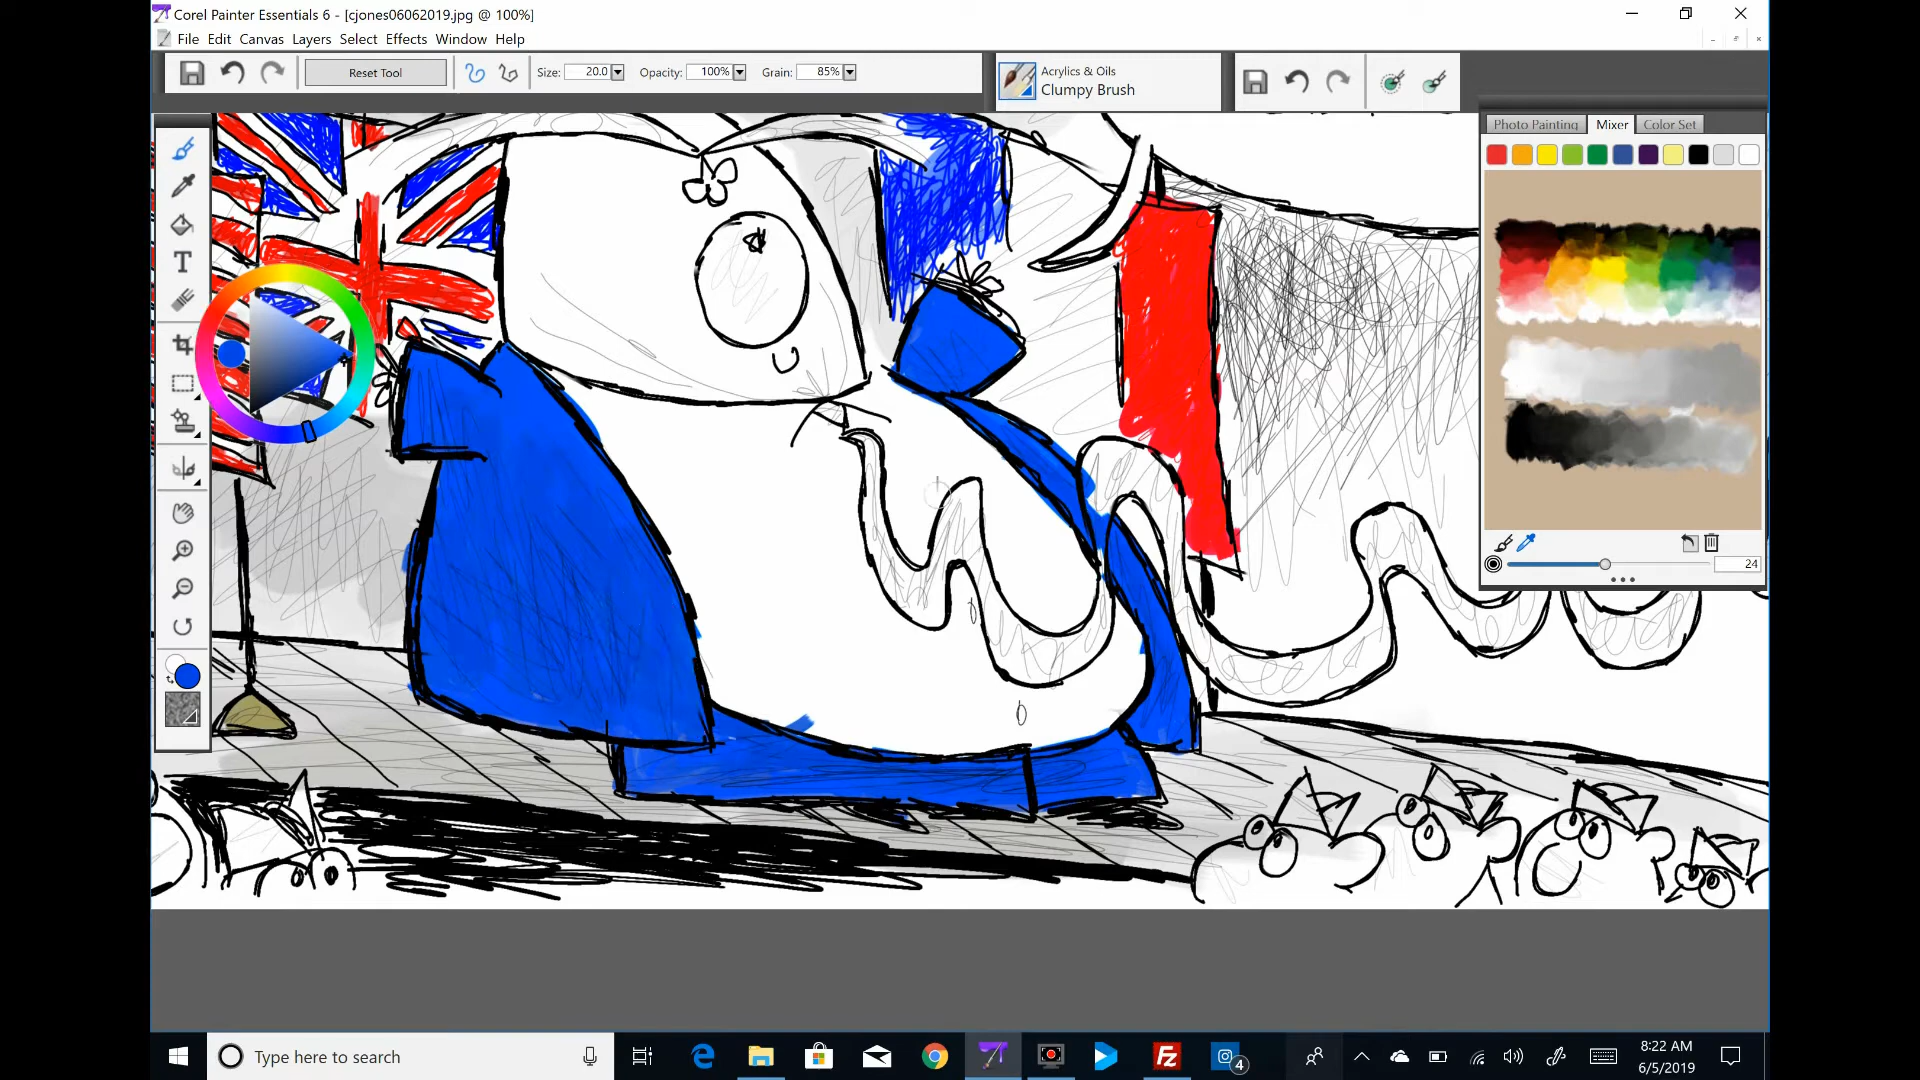 Corel Painter Essentials 6 - [cjones06062019.jpg @ 100%]
File Edit Canvas Layers Select Effects Window Help
Reset Tool
Size: 20.0 Opacity: 100% Grain: 85%
Acrylics & Oils
Clumpy Brush
Photo Painting Mixer Color Set
T
24
Type here to search
Fz
4
8:22 AM
6/5/2019